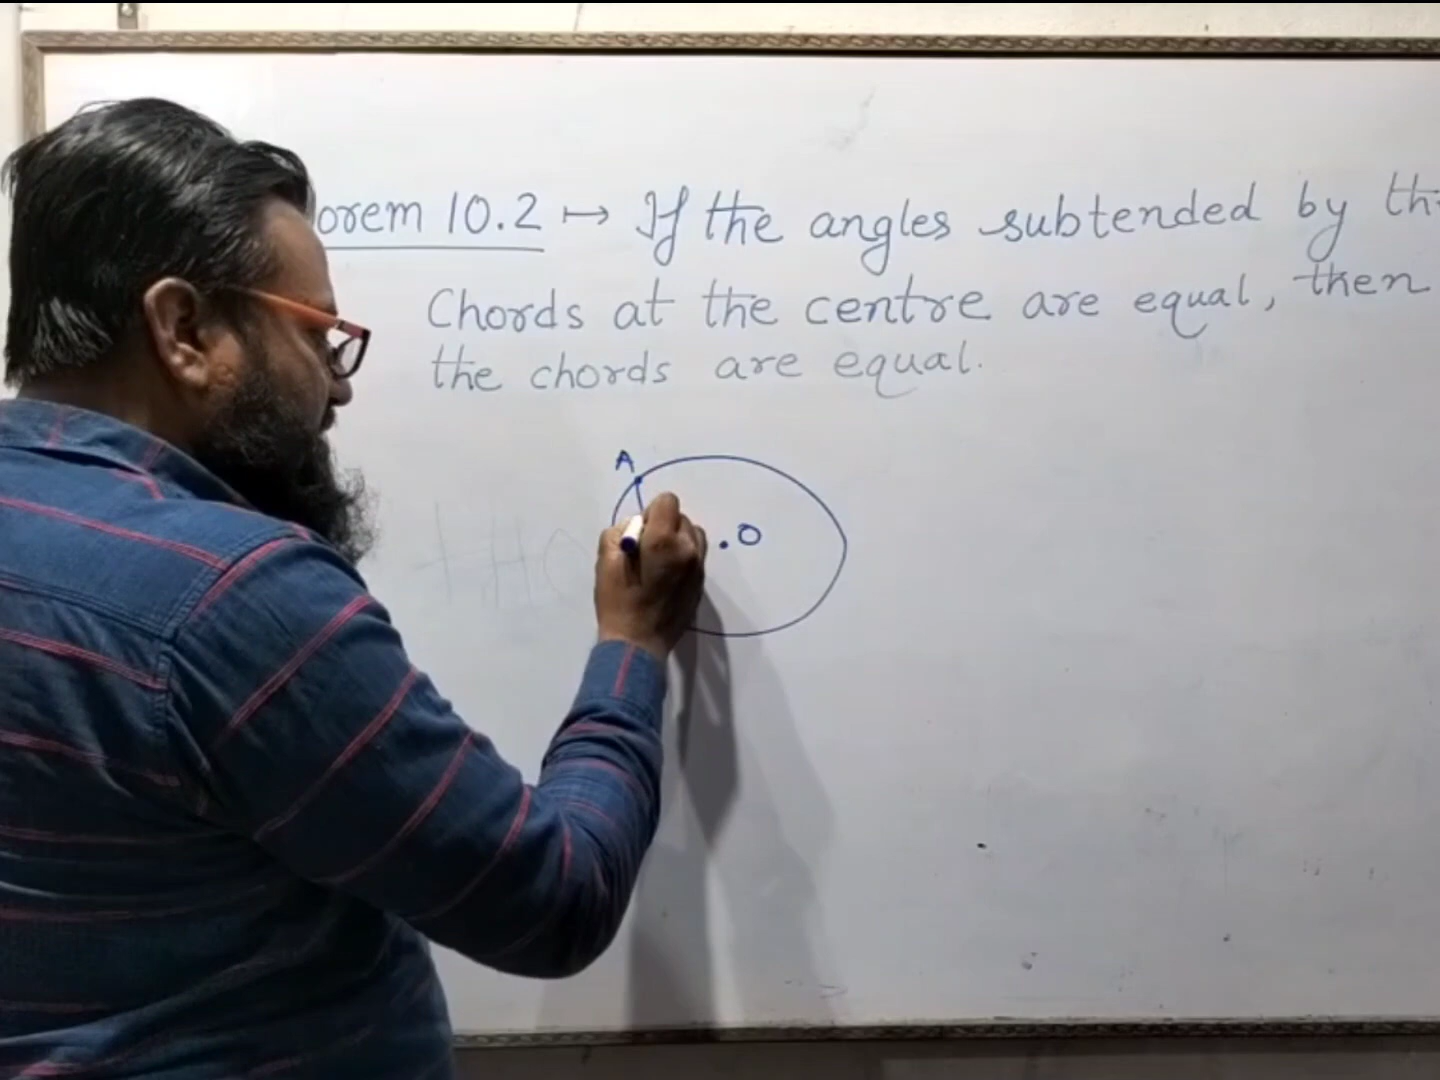 orem 10.2 ↦ If the angles subtended by th
Chords at the centre are equal, then
the chords are equal.
A
O